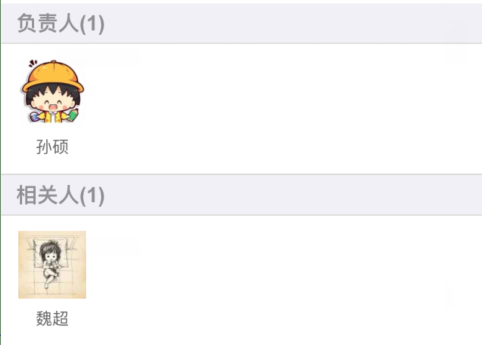 负责人(1)
孙硕
相关人(1)
魏超